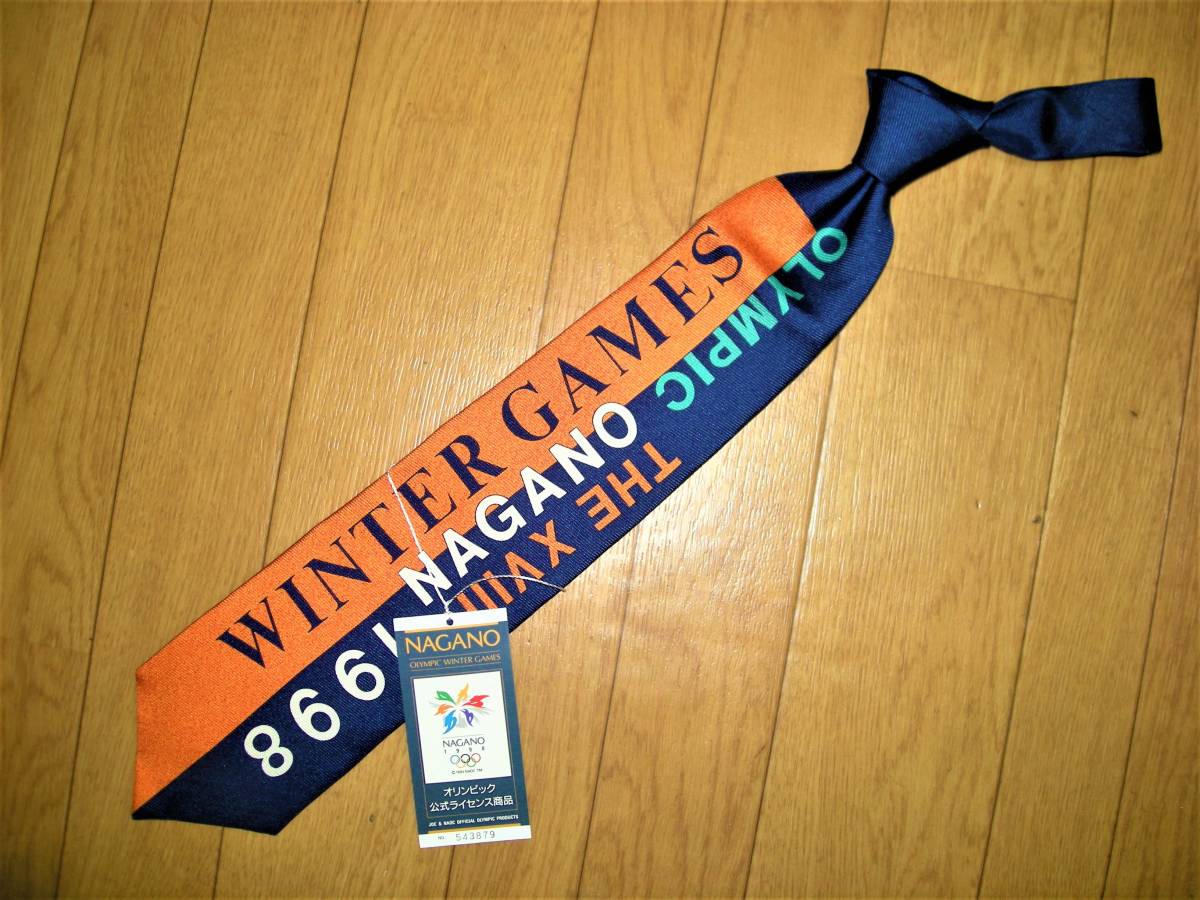 WINTER GAMES
OLYMPIC
NAGANO 1998
THE XVIII
NAGANO
OLYMPIC WINTER GAMES
NAGANO
1998
オリンピック
公式ライセンス商品
JOC & NAOC OFFICIAL OLYMPIC PRODUCTS
NO. 543879